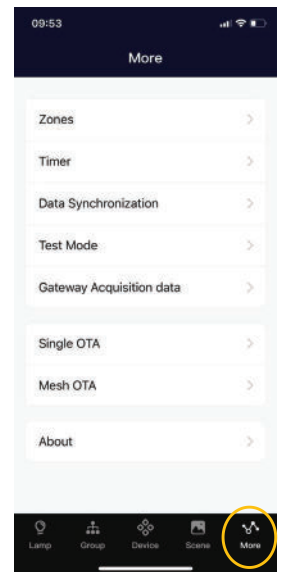 09:53
More
Zones
Timer
Data Synchronization
Test Mode
Gateway Acquisition data
Single OTA
Mesh OTA
About
Lamp Group Device Scene More